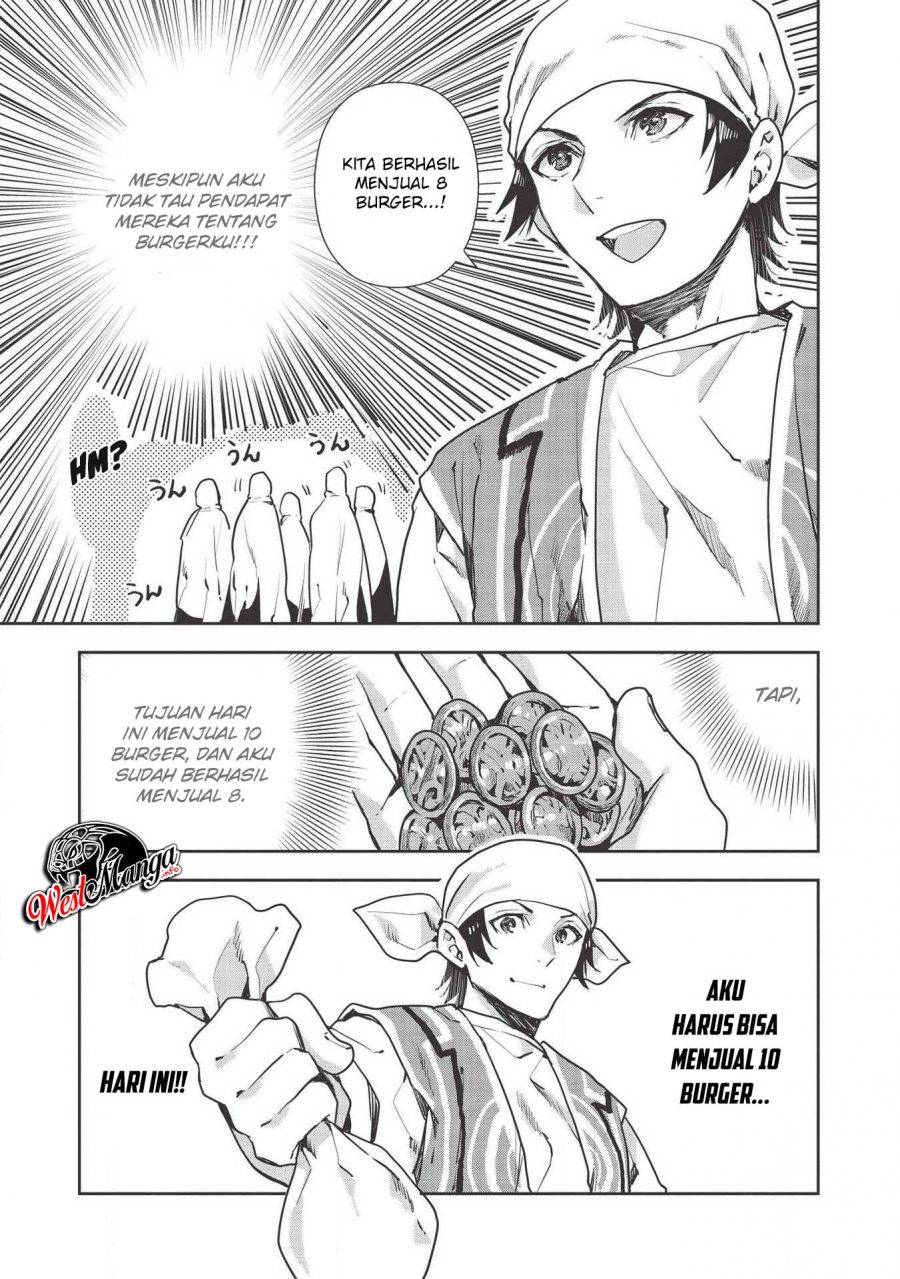 KITA BERHASIL
MENJUAL 8
BURGER...!
MESKIPUN AKU
TIDAK TAU PENDAPAT
MEREKA TENTANG
BURGERKU!!!
HM?
うん
うん
うん
うん
TAPI,
TUJUAN HARI
INI MENJUAL 10
BURGER, DAN AKU
SUDAH BERHASIL
MENJUAL 8.
WestManga
.info
AKU
HARUS BISA
MENJUAL 10
BURGER...
HARI INI!!